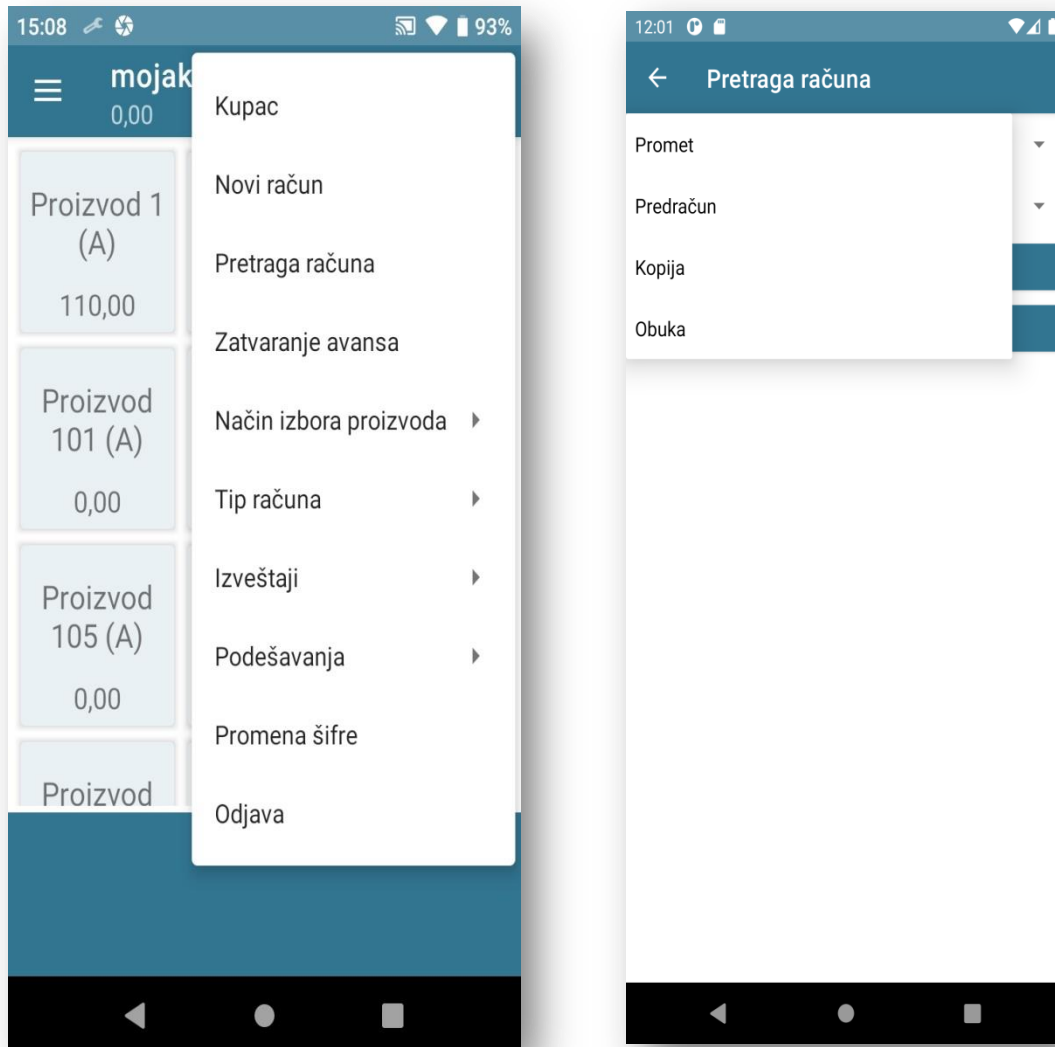 15:08
93%
mojak
0,00
Kupac
Novi račun
Pretraga računa
Zatvaranje avansa
Način izbora proizvoda
Tip računa
Izveštaji
Podešavanja
Promena šifre
Odjava
Proizvod 1
(A)
110,00
Proizvod
101 (A)
0,00
Proizvod
105 (A)
0,00
Proizvod
12:01
Pretraga računa
Promet
Predračun
Kopija
Obuka